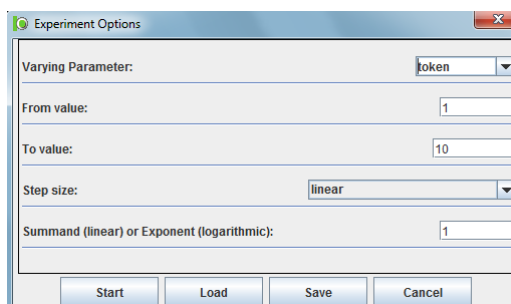 Experiment Options
Varying Parameter: token
From value: 1
To value: 10
Step size: linear
Summand (linear) or Exponent (logarithmic): 1
Start Load Save Cancel